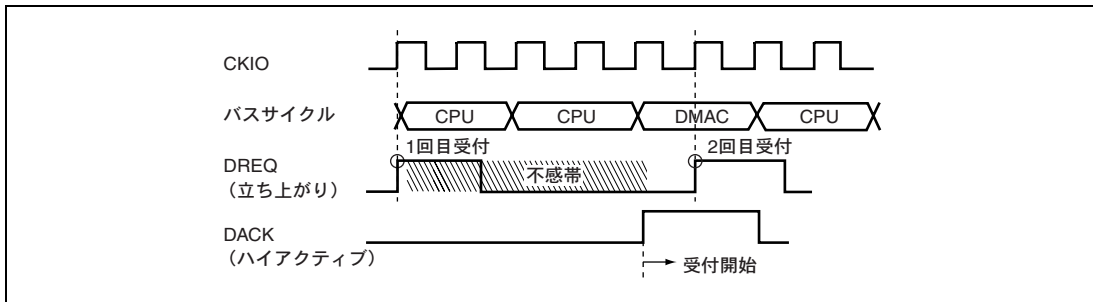 CKIO
バスサイクル
CPU CPU DMAC CPU
1回目受付 2回目受付
DREQ
(立ち上がり)
不感帯
DACK
(ハイアクティブ)
受付開始